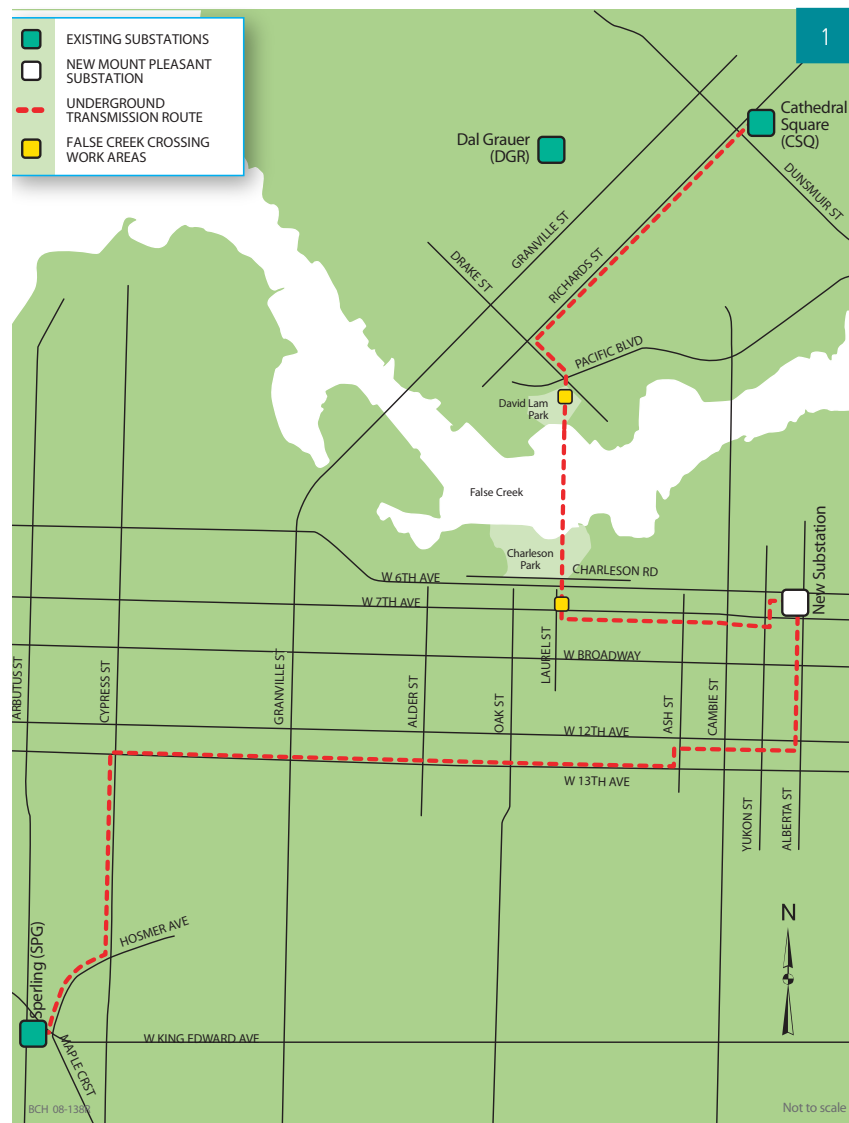 1
EXISTING SUBSTATIONS
NEW MOUNT PLEASANT
SUBSTATION
UNDERGROUND
TRANSMISSION ROUTE
FALSE CREEK CROSSING
WORK AREAS
Cathedral
Square
(CSQ)
Dal Grauer
(DGR)
DUNSMUIR ST
GRANVILLE ST
DRAKE ST
RICHARDS ST
PACIFIC BLVD
David Lam
Park
False Creek
Charleson
Park
CHARLESON RD
W 6TH AVE
W 7TH AVE
New Substation
LAUREL ST
W BROADWAY
ARBUTUS ST
CYPRESS ST
GRANVILLE ST
ALDER ST
OAK ST
ASH ST
CAMBIE ST
W 12TH AVE
W 13TH AVE
YUKON ST
ALBERTA ST
N
HOSMER AVE
Sperling (SPG)
W KING EDWARD AVE
MAPLE CRST
BCH 08-138R
Not to scale